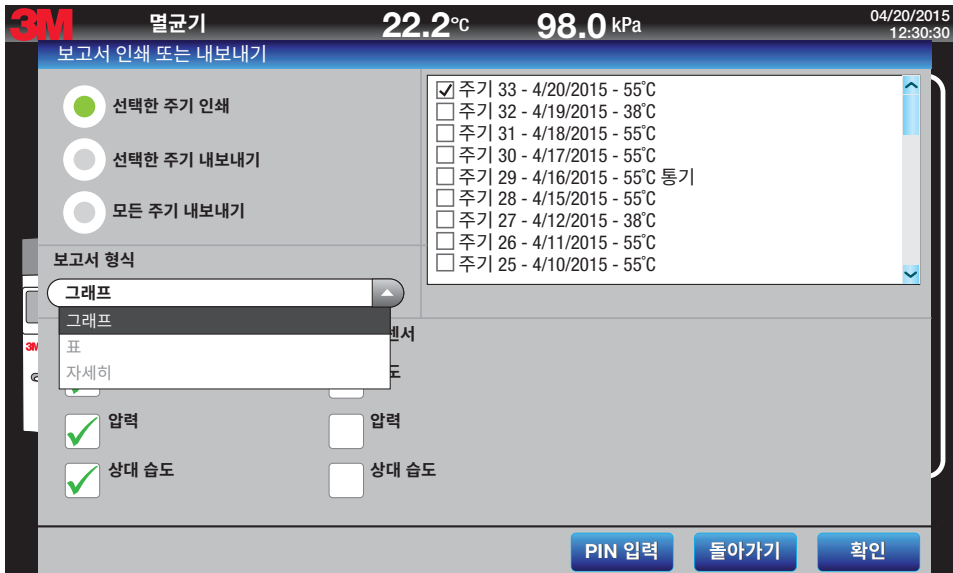 3M 멸균기 22.2°C 98.0 kPa 04/20/2015
12:30:30
보고서 인쇄 또는 내보내기
선택한 주기 인쇄
선택한 주기 내보내기
모든 주기 내보내기
주기 33 - 4/20/2015 - 55°C
주기 32 - 4/19/2015 - 38°C
주기 31 - 4/18/2015 - 55°C
주기 30 - 4/17/2015 - 55°C
주기 29 - 4/16/2015 - 55°C 통기
주기 28 - 4/15/2015 - 55°C
주기 27 - 4/12/2015 - 38°C
주기 26 - 4/11/2015 - 55°C
주기 25 - 4/10/2015 - 55°C
보고서 형식
그래프
그래프
표
자세히
센서
도
압력 압력
상대 습도 상대 습도
3M
PIN 입력 돌아가기 확인